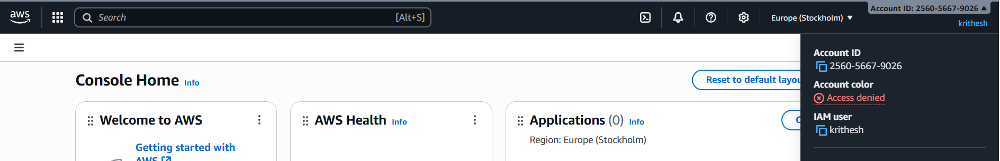 aws
Search
[Alt+S]
Europe (Stockholm)
Account ID: 2560-5667-9026
krithesh
Account ID
2560-5667-9026
Account color
Access denied
IAM user
krithesh
Console Home Info
Reset to default layou
Welcome to AWS
Getting started with
AWS
AWS Health Info
Applications (0) Info
Region: Europe (Stockholm)